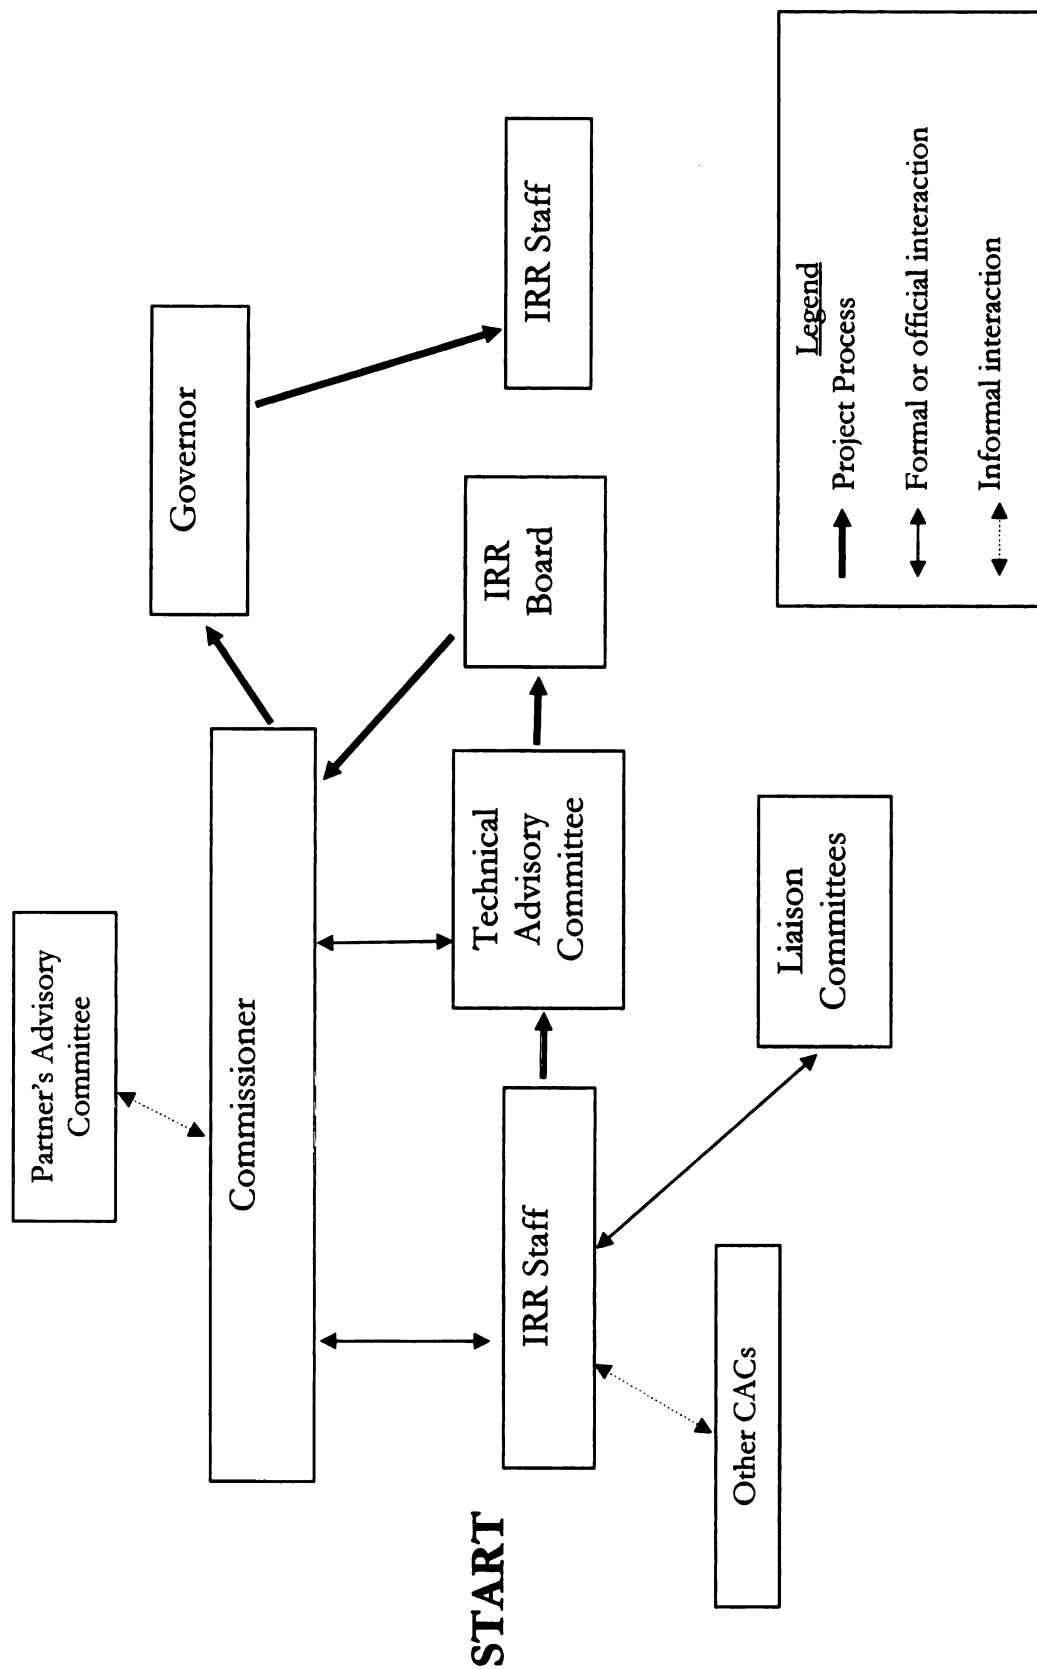 Partner's Advisory
Committee
Commissioner
Governor
START
IRR Staff
Technical
Advisory
Committee
IRR
Board
IRR Staff
Other CACs
Liaison
Committees
Legend
Project Process
Formal or official interaction
Informal interaction